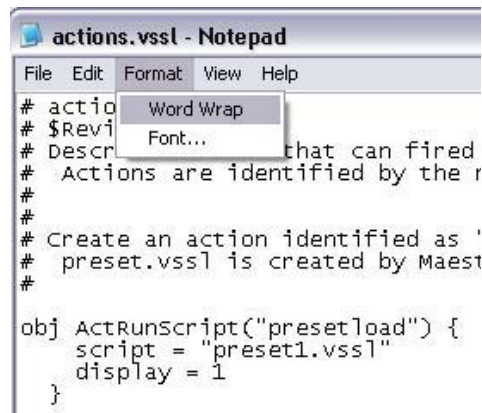 actions.vssl - Notepad
File Edit Format View Help
# actio
Word Wrap
# $Revi
Font...
# Descr that can fired
# Actions are identified by the
#
#
# Create an action identified as '
# preset.vssl is created by Maest
#
obj ActRunScript("presetload") {
script = "preset1.vssl"
display = 1
}